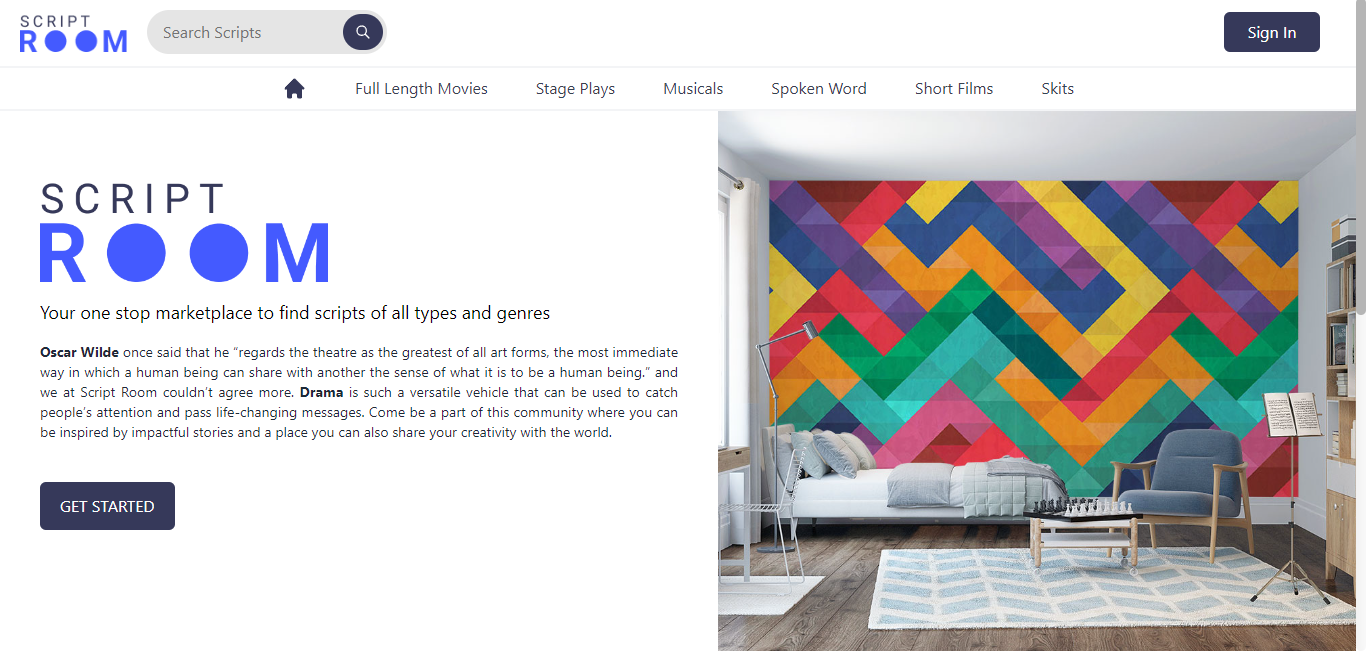 SCRIPT
ROOM
Search Scripts
Sign In
Full Length Movies
Stage Plays
Musicals
Spoken Word
Short Films
Skits
SCRIPT
ROOM
Your one stop marketplace to find scripts of all types and genres
Oscar Wilde once said that he “regards the theatre as the greatest of all art forms, the most immediate
way in which a human being can share with another the sense of what it is to be a human being.” and
we at Script Room couldn’t agree more. Drama is such a versatile vehicle that can be used to catch
people’s attention and pass life-changing messages. Come be a part of this community where you can
be inspired by impactful stories and a place you can also share your creativity with the world.
GET STARTED